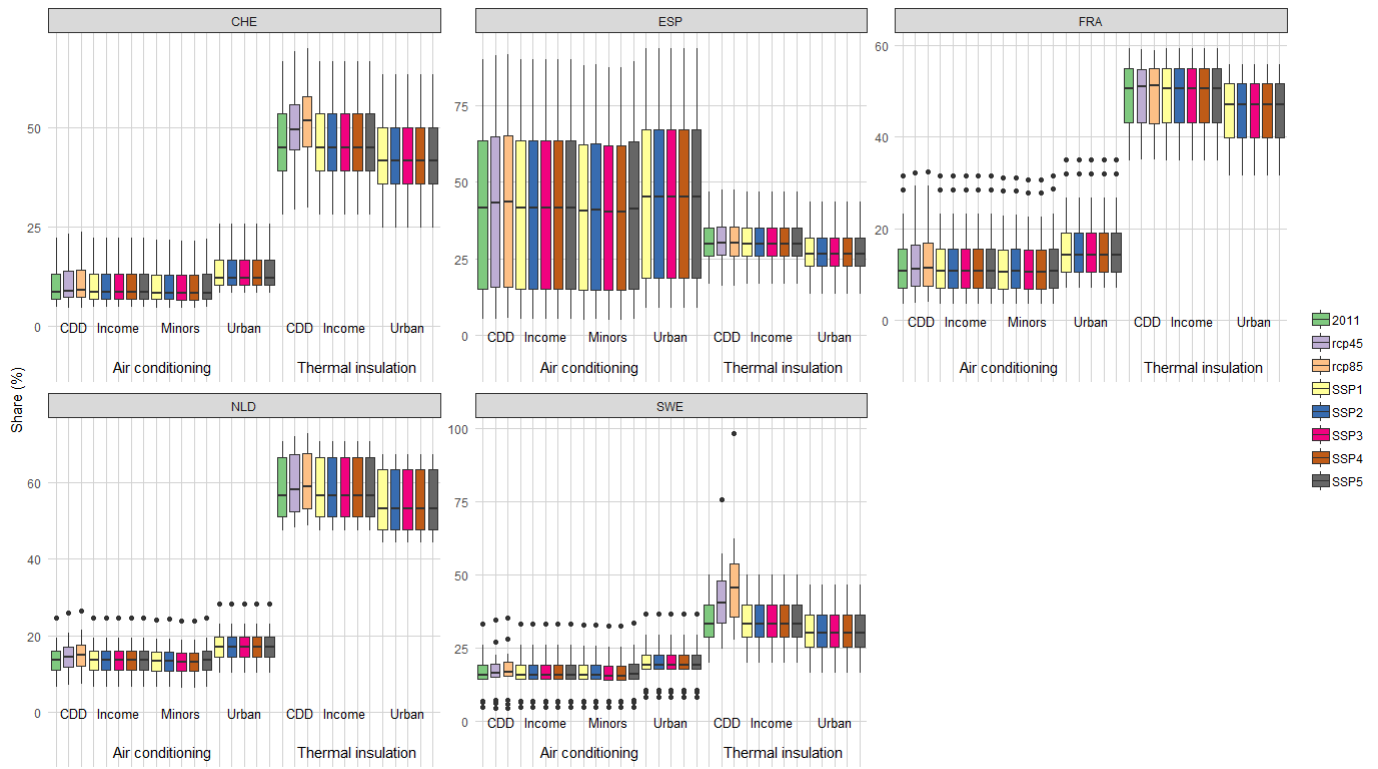 CHE
ESP
FRA
50
25
0
75
50
25
0
60
40
20
0
CDD Income Minors Urban CDD Income Urban
Air conditioning Thermal insulation
CDD Income Minors Urban CDD Income Urban
Air conditioning Thermal insulation
CDD Income Minors Urban CDD Income Urban
Air conditioning Thermal insulation
Share (%)
NLD
SWE
60
40
20
0
100
75
50
25
0
CDD Income Minors Urban CDD Income Urban
Air conditioning Thermal insulation
CDD Income Minors Urban CDD Income Urban
Air conditioning Thermal insulation
2011
rcp45
rcp85
SSP1
SSP2
SSP3
SSP4
SSP5